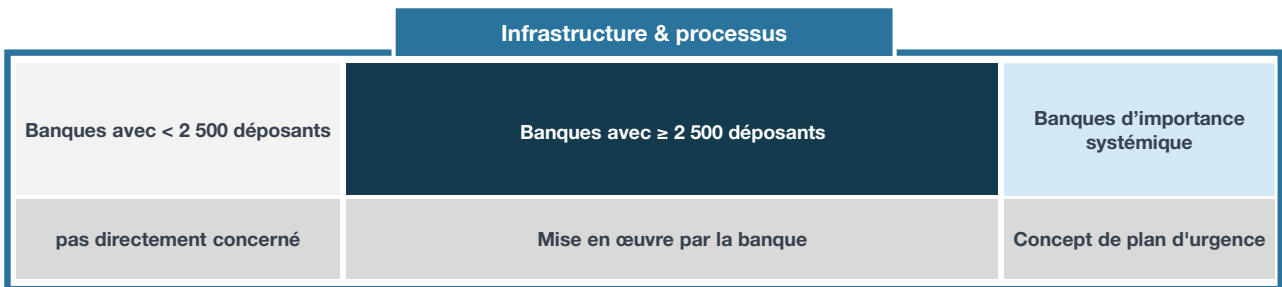 Infrastructure & processus
Banques avec < 2 500 déposants
Banques avec ≥ 2 500 déposants
Banques d’importance
systémique
pas directement concerné
Mise en œuvre par la banque
Concept de plan d'urgence